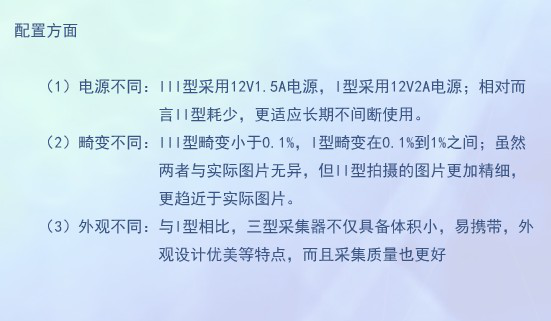 配置方面
（1）电源不同：III型采用12V1.5A电源，I型采用12V2A电源；相对而
言II型耗少，更适应长期不间断使用。
（2）畸变不同：III型畸变小于0.1%，I型畸变在0.1%到1%之间；虽然
两者与实际图片无异，但II型拍摄的图片更加精细，
更趋近于实际图片。
（3）外观不同：与I型相比，三型采集器不仅具备体积小，易携带，外
观设计优美等特点，而且采集质量也更好